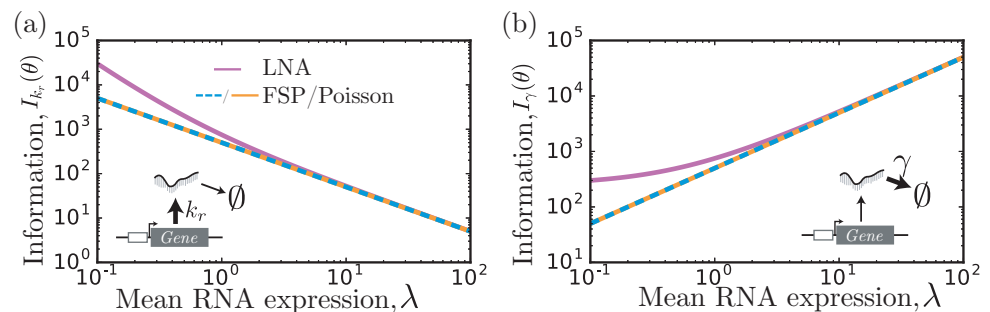 (a)
Information, I_{k_r}(θ)
10^5
10^4
10^3
10^2
10^1
10^0
LNA
/ FSP/Poisson
∅
k_r
Gene
10^{-1} 10^0 10^1 10^2
Mean RNA expression, λ
(b)
Information, I_γ(θ)
10^5
10^4
10^3
10^2
10^1
γ
∅
Gene
10^{-1} 10^0 10^1 10^2
Mean RNA expression, λ